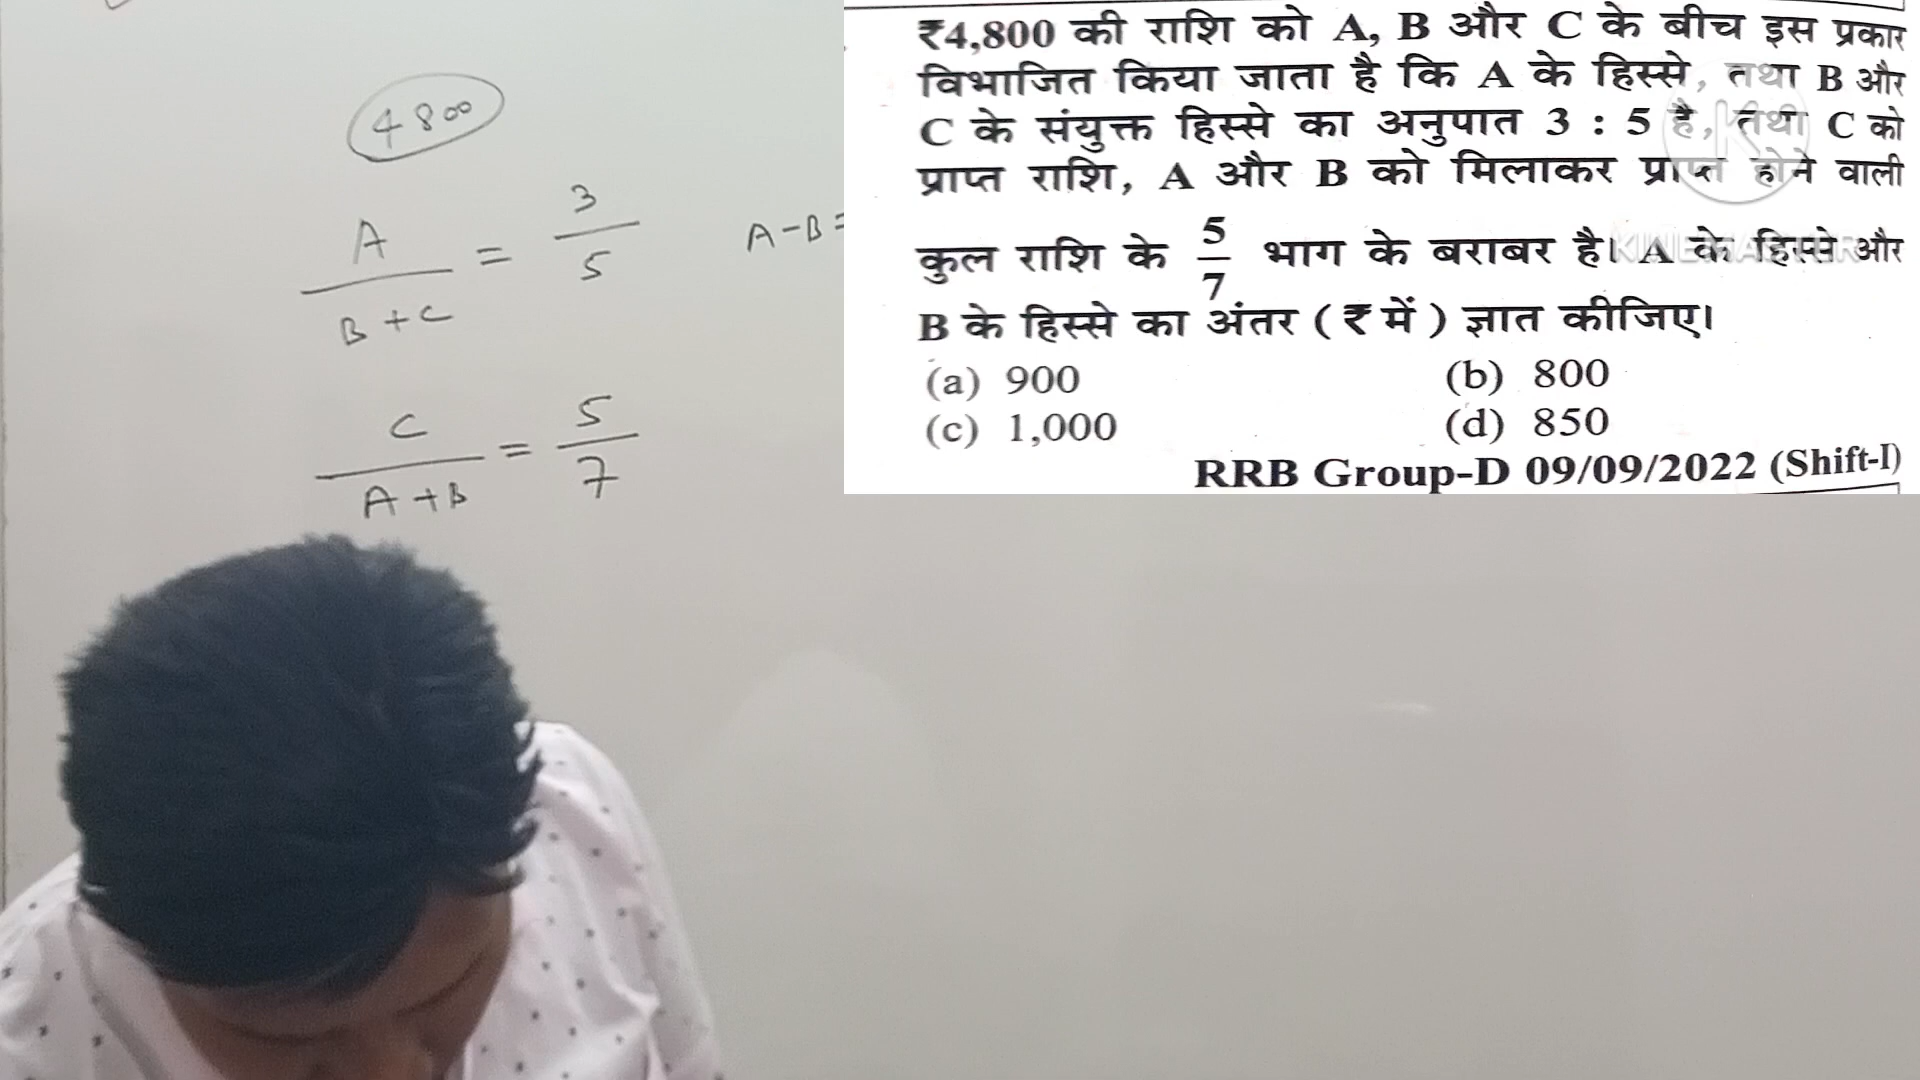 4800
A / B + C = 3 / 5
A - B =
C / A + B = 5 / 7
₹4,800 की राशि को A, B और C के बीच इस प्रकार
विभाजित किया जाता है कि A के हिस्से, तथा B और
C के संयुक्त हिस्से का अनुपात 3 : 5 है, तथा C को
प्राप्त राशि, A और B को मिलाकर प्राप्त होने वाली
कुल राशि के 5/7 भाग के बराबर है। A के हिस्से और
B के हिस्से का अंतर (₹ में) ज्ञात कीजिए।
(a) 900 (b) 800
(c) 1,000 (d) 850
RRB Group-D 09/09/2022 (Shift-I)
KINEMASTER